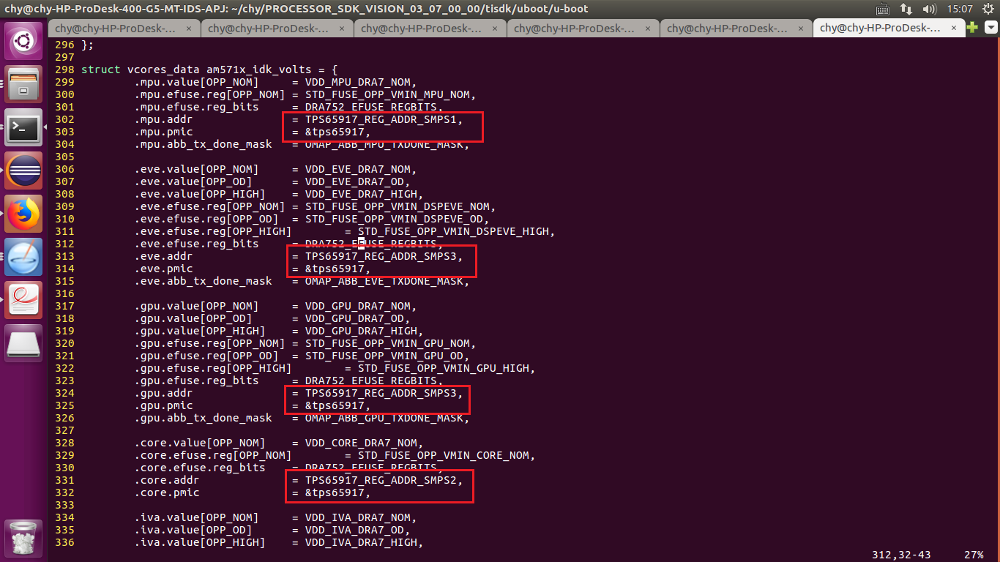 chy@chy-HP-ProDesk-400-G5-MT-IDS-APJ: ~/chy/PROCESSOR_SDK_VISION_03_07_00_00/tisdk/uboot/u-boot
15:07
chy@chy-HP-ProDesk-... × chy@chy-HP-ProDesk-... × chy@chy-HP-ProDesk-... × chy@chy-HP-ProDesk-... × chy@chy-HP-ProDesk-... × chy@chy-HP-ProDesk-... ×
296 };
297
298 struct vcores_data am571x_idk_volts = {
299 .mpu.value[OPP_NOM] = VDD_MPU_DRA7_NOM,
300 .mpu.efuse.reg[OPP_NOM] = STD_FUSE_OPP_VMIN_MPU_NOM,
301 .mpu.efuse.reg_bits = DRA752_EFUSE_REGBITS,
302 .mpu.addr = TPS65917_REG_ADDR_SMPS1,
303 .mpu.pmic = &tps65917,
304 .mpu.abb_tx_done_mask = OMAP_ABB_MPU_TXDONE_MASK,
305
306 .eve.value[OPP_NOM] = VDD_EVE_DRA7_NOM,
307 .eve.value[OPP_OD] = VDD_EVE_DRA7_OD,
308 .eve.value[OPP_HIGH] = VDD_EVE_DRA7_HIGH,
309 .eve.efuse.reg[OPP_NOM] = STD_FUSE_OPP_VMIN_DSPEVE_NOM,
310 .eve.efuse.reg[OPP_OD] = STD_FUSE_OPP_VMIN_DSPEVE_OD,
311 .eve.efuse.reg[OPP_HIGH] = STD_FUSE_OPP_VMIN_DSPEVE_HIGH,
312 .eve.efuse.reg_bits = DRA752_EFUSE_REGBITS,
313 .eve.addr = TPS65917_REG_ADDR_SMPS3,
314 .eve.pmic = &tps65917,
315 .eve.abb_tx_done_mask = OMAP_ABB_EVE_TXDONE_MASK,
316
317 .gpu.value[OPP_NOM] = VDD_GPU_DRA7_NOM,
318 .gpu.value[OPP_OD] = VDD_GPU_DRA7_OD,
319 .gpu.value[OPP_HIGH] = VDD_GPU_DRA7_HIGH,
320 .gpu.efuse.reg[OPP_NOM] = STD_FUSE_OPP_VMIN_GPU_NOM,
321 .gpu.efuse.reg[OPP_OD] = STD_FUSE_OPP_VMIN_GPU_OD,
322 .gpu.efuse.reg[OPP_HIGH] = STD_FUSE_OPP_VMIN_GPU_HIGH,
323 .gpu.efuse.reg_bits = DRA752_EFUSE_REGBITS,
324 .gpu.addr = TPS65917_REG_ADDR_SMPS3,
325 .gpu.pmic = &tps65917,
326 .gpu.abb_tx_done_mask = OMAP_ABB_GPU_TXDONE_MASK,
327
328 .core.value[OPP_NOM] = VDD_CORE_DRA7_NOM,
329 .core.efuse.reg[OPP_NOM] = STD_FUSE_OPP_VMIN_CORE_NOM,
330 .core.efuse.reg_bits = DRA752_EFUSE_REGBITS,
331 .core.addr = TPS65917_REG_ADDR_SMPS2,
332 .core.pmic = &tps65917,
333
334 .iva.value[OPP_NOM] = VDD_IVA_DRA7_NOM,
335 .iva.value[OPP_OD] = VDD_IVA_DRA7_OD,
336 .iva.value[OPP_HIGH] = VDD_IVA_DRA7_HIGH,
312,32-43 27%